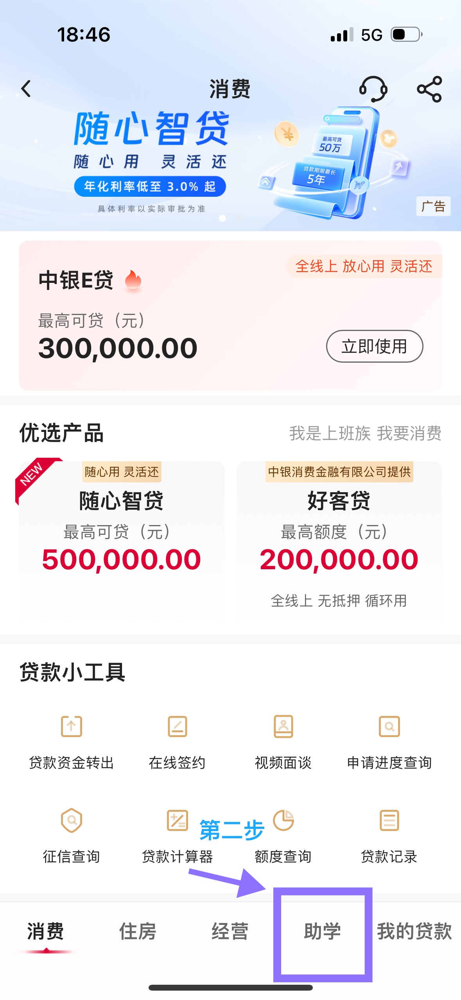 18:46
5G
消费
随心智贷
随心用 灵活还
年化利率低至 3.0% 起
具体利率以实际审批为准
最高可贷
50万
贷款期限最长
5年
广告
全线上 放心用 灵活还
中银E贷
最高可贷（元）
300,000.00
立即使用
优选产品
我是上班族 我要消费
NEW
随心用 灵活还
随心智贷
最高可贷（元）
500,000.00
中银消费金融有限公司提供
好客贷
最高额度（元）
200,000.00
全线上 无抵押 循环用
贷款小工具
贷款资金转出
在线签约
视频面谈
申请进度查询
第二步
征信查询
贷款计算器
额度查询
贷款记录
消费
住房
经营
助学
我的贷款